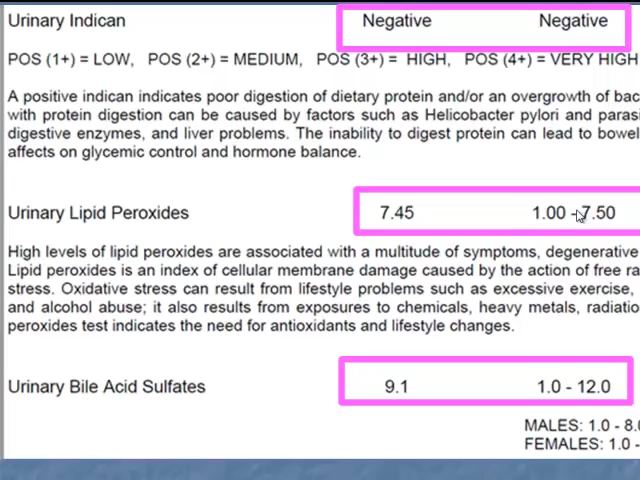 Urinary Indican Negative Negative
POS (1+) = LOW, POS (2+) = MEDIUM, POS (3+) = HIGH, POS (4+) = VERY HIGH
A positive indican indicates poor digestion of dietary protein and/or an overgrowth of bac
with protein digestion can be caused by factors such as Helicobacter pylori and paras
digestive enzymes, and liver problems. The inability to digest protein can lead to bowel
affects on glycemic control and hormone balance.
Urinary Lipid Peroxides 7.45 1.00 - 7.50
High levels of lipid peroxides are associated with a multitude of symptoms, degenerative
Lipid peroxides is an index of cellular membrane damage caused by the action of free ra
stress. Oxidative stress can result from lifestyle problems such as excessive exercise,
and alcohol abuse; it also results from exposures to chemicals, heavy metals, radiatio
peroxides test indicates the need for antioxidants and lifestyle changes.
Urinary Bile Acid Sulfates 9.1 1.0 - 12.0
MALES: 1.0 - 8.0
FEMALES: 1.0 -